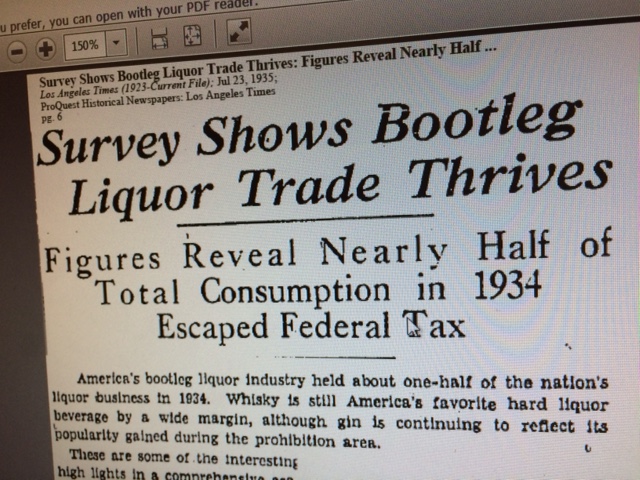 u prefer, you can open with your PDF reader.
150%
Survey Shows Bootleg Liquor Trade Thrives: Figures Reveal Nearly Half ...
Los Angeles Times (1923-Current File); Jul 23, 1935;
ProQuest Historical Newspapers: Los Angeles Times
pg. 6
Survey Shows Bootleg
Liquor Trade Thrives
Figures Reveal Nearly Half of
Total Consumption in 1934
Escaped Federal Tax
America's bootleg liquor industry held about one-half of the nation's
liquor business in 1934. Whisky is still America's favorite hard liquor
beverage by a wide margin, although gin is continuing to reflect its
popularity gained during the prohibition area.
These are some of the interesting
high lights in a comprehensive